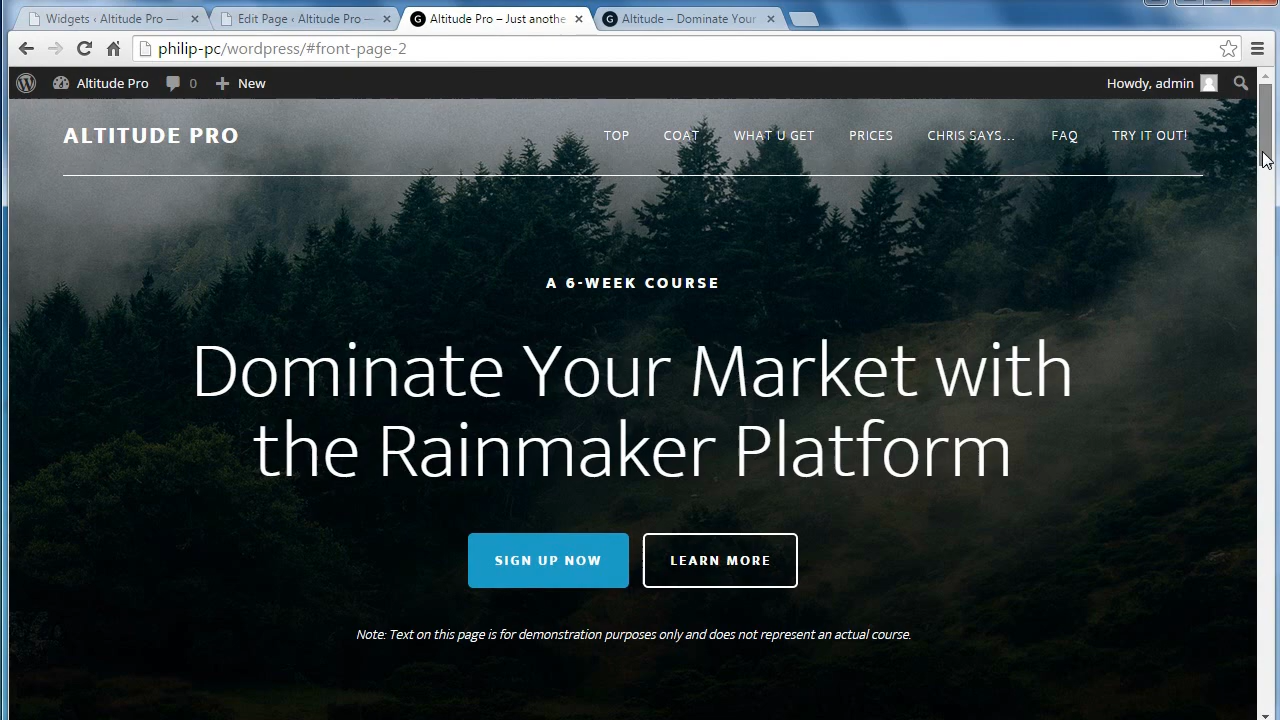 Widgets ‹ Altitude Pro —
Edit Page ‹ Altitude Pro —
Altitude Pro – Just anothe
Altitude – Dominate Your
philip-pc/wordpress/#front-page-2
Altitude Pro 0 New Howdy, admin
ALTITUDE PRO
TOP COAT WHAT U GET PRICES CHRIS SAYS... FAQ TRY IT OUT!
A 6-WEEK COURSE
Dominate Your Market with
the Rainmaker Platform
SIGN UP NOW LEARN MORE
Note: Text on this page is for demonstration purposes only and does not represent an actual course.